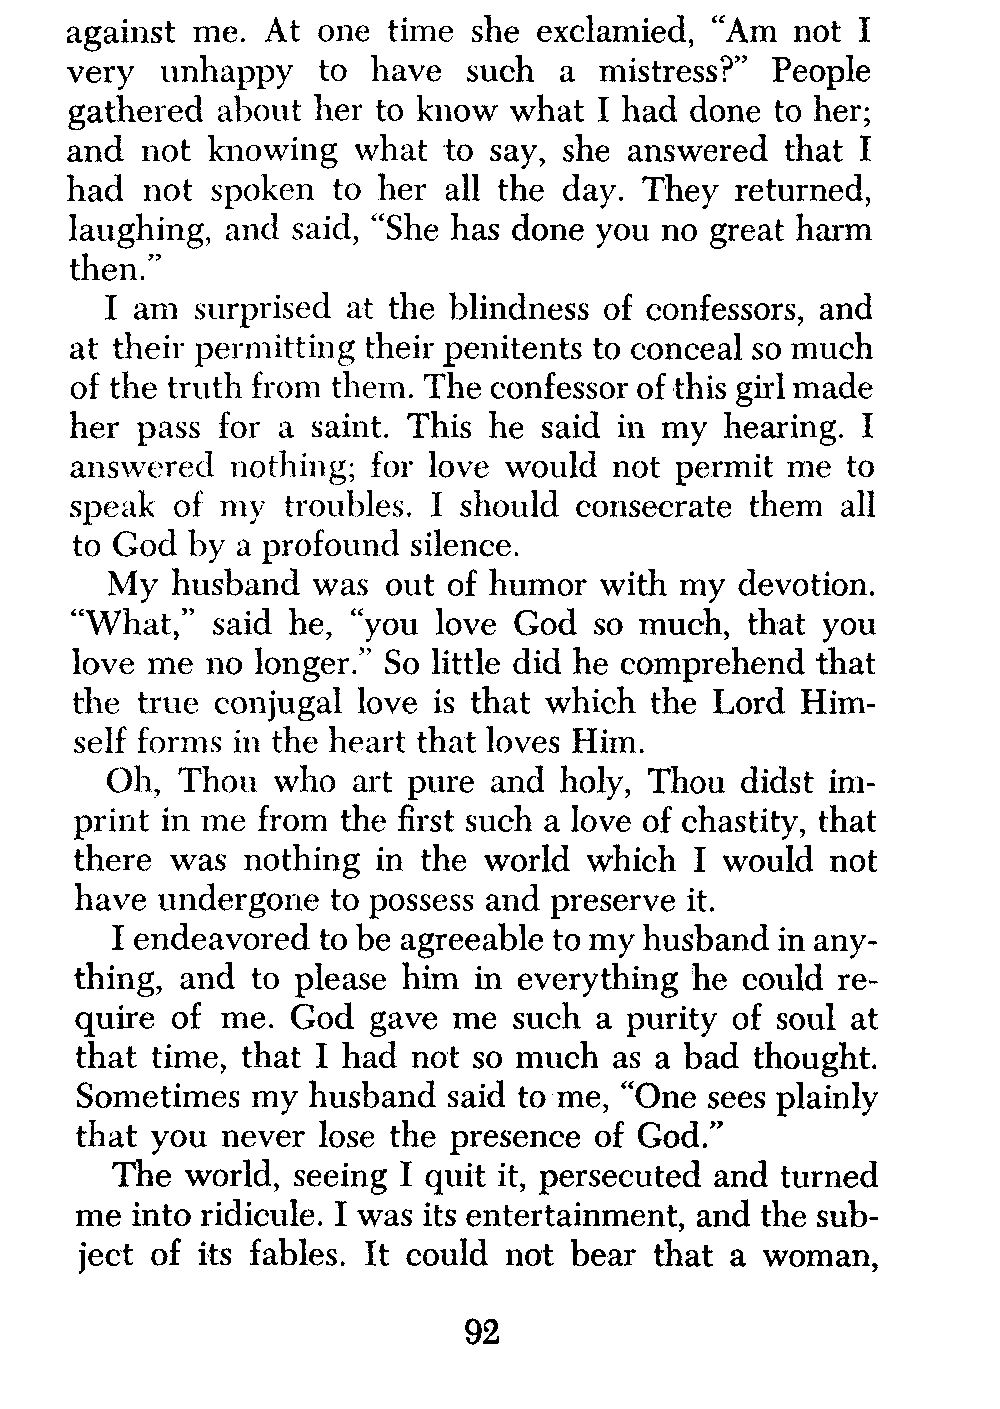 against me. At one time she exclamied, “Am not I
very unhappy to have such a mistress?” People
gathered about her to know what I had done to her;
and not knowing what to say, she answered that I
had not spoken to her all the day. They returned,
laughing, and said, “She has done you no great harm
then.”
I am surprised at the blindness of confessors, and
at their permitting their penitents to conceal so much
of the truth from them. The confessor of this girl made
her pass for a saint. This he said in my hearing. I
answered nothing; for love would not permit me to
speak of my troubles. I should consecrate them all
to God by a profound silence.
My husband was out of humor with my devotion.
“What,” said he, “you love God so much, that you
love me no longer.” So little did he comprehend that
the true conjugal love is that which the Lord Him-
self forms in the heart that loves Him.
Oh, Thou who art pure and holy, Thou didst im-
print in me from the first such a love of chastity, that
there was nothing in the world which I would not
have undergone to possess and preserve it.
I endeavored to be agreeable to my husband in any-
thing, and to please him in everything he could re-
quire of me. God gave me such a purity of soul at
that time, that I had not so much as a bad thought.
Sometimes my husband said to me, “One sees plainly
that you never lose the presence of God.”
The world, seeing I quit it, persecuted and turned
me into ridicule. I was its entertainment, and the sub-
ject of its fables. It could not bear that a woman,
92